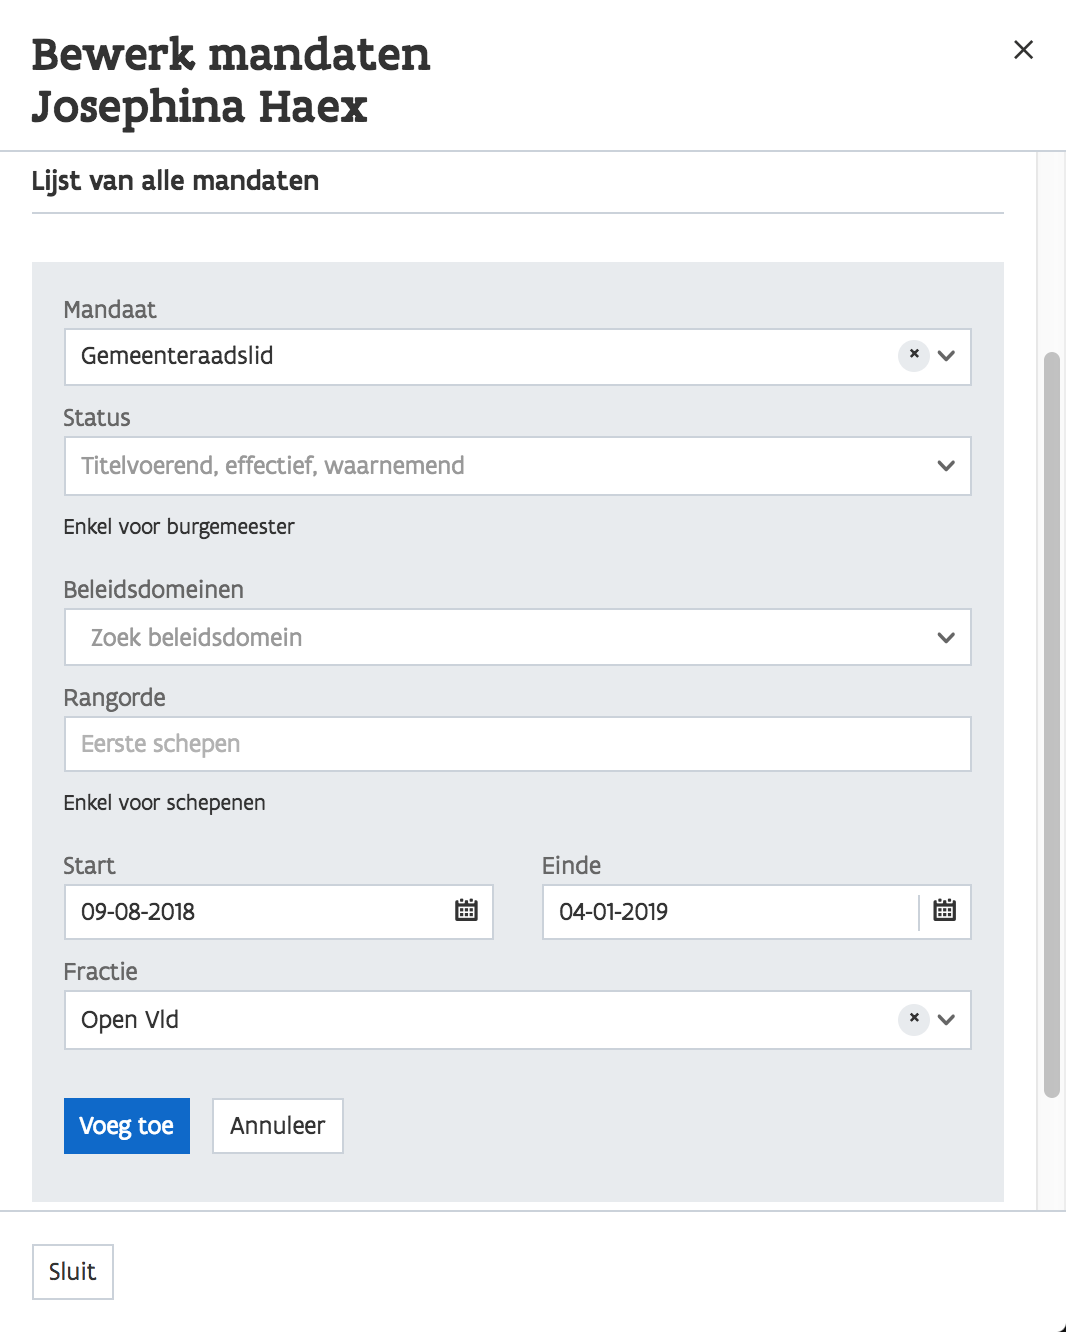 Bewerk mandaten
Josephina Haex
Lijst van alle mandaten
Mandaat
Gemeenteraadslid
Status
Titelvoerend, effectief, waarnemend
Enkel voor burgemeester
Beleidsdomeinen
Zoek beleidsdomein
Rangorde
Eerste schepen
Enkel voor schepenen
Start Einde
09-08-2018 04-01-2019
Fractie
Open Vld
Voeg toe Annuleer
Sluit